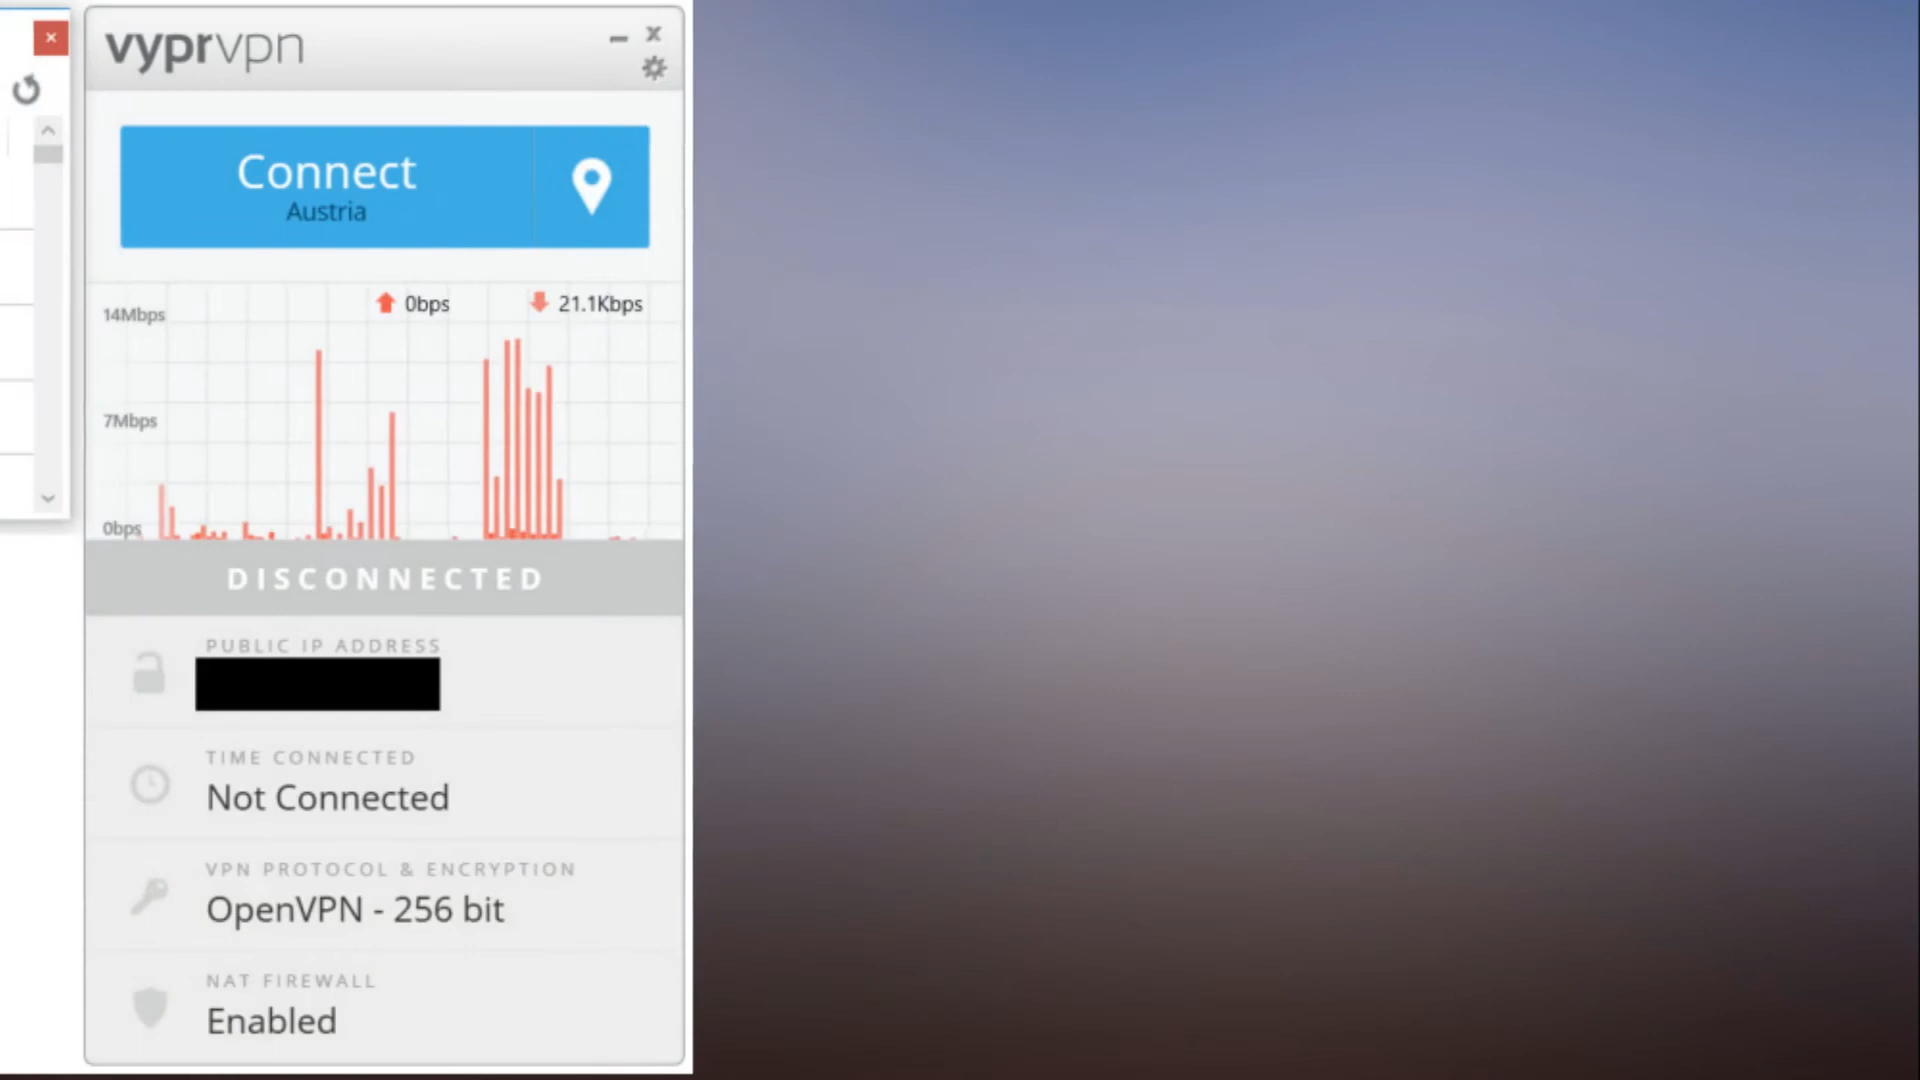 vyprvpn
Connect
Austria
0bps 21.1Kbps
14Mbps
7Mbps
0bps
DISCONNECTED
PUBLIC IP ADDRESS
TIME CONNECTED
Not Connected
VPN PROTOCOL & ENCRYPTION
OpenVPN - 256 bit
NAT FIREWALL
Enabled